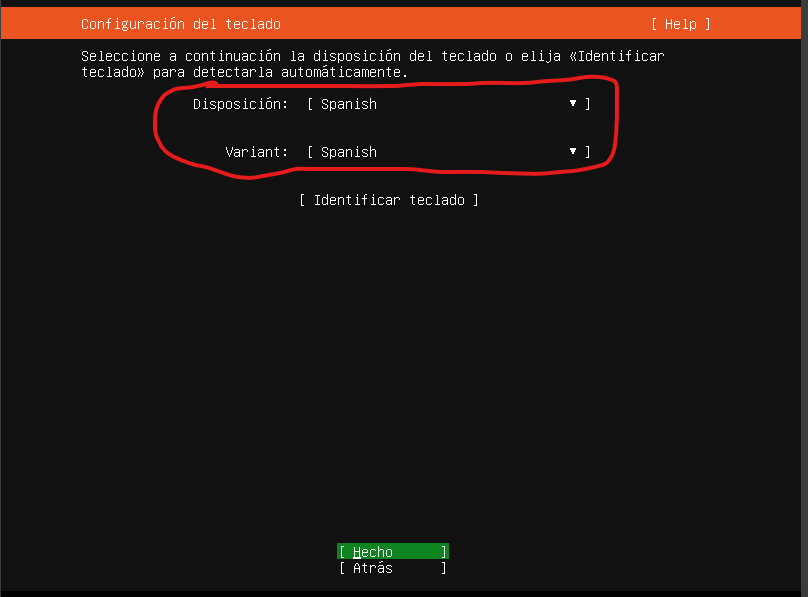 Configuración del teclado [ Help ]
Seleccione a continuación la disposición del teclado o elija «Identificar
teclado» para detectarla automáticamente.
Disposición: [ Spanish ▾ ]
Variant: [ Spanish ▾ ]
[ Identificar teclado ]
[ Hecho ]
[ Atrás ]